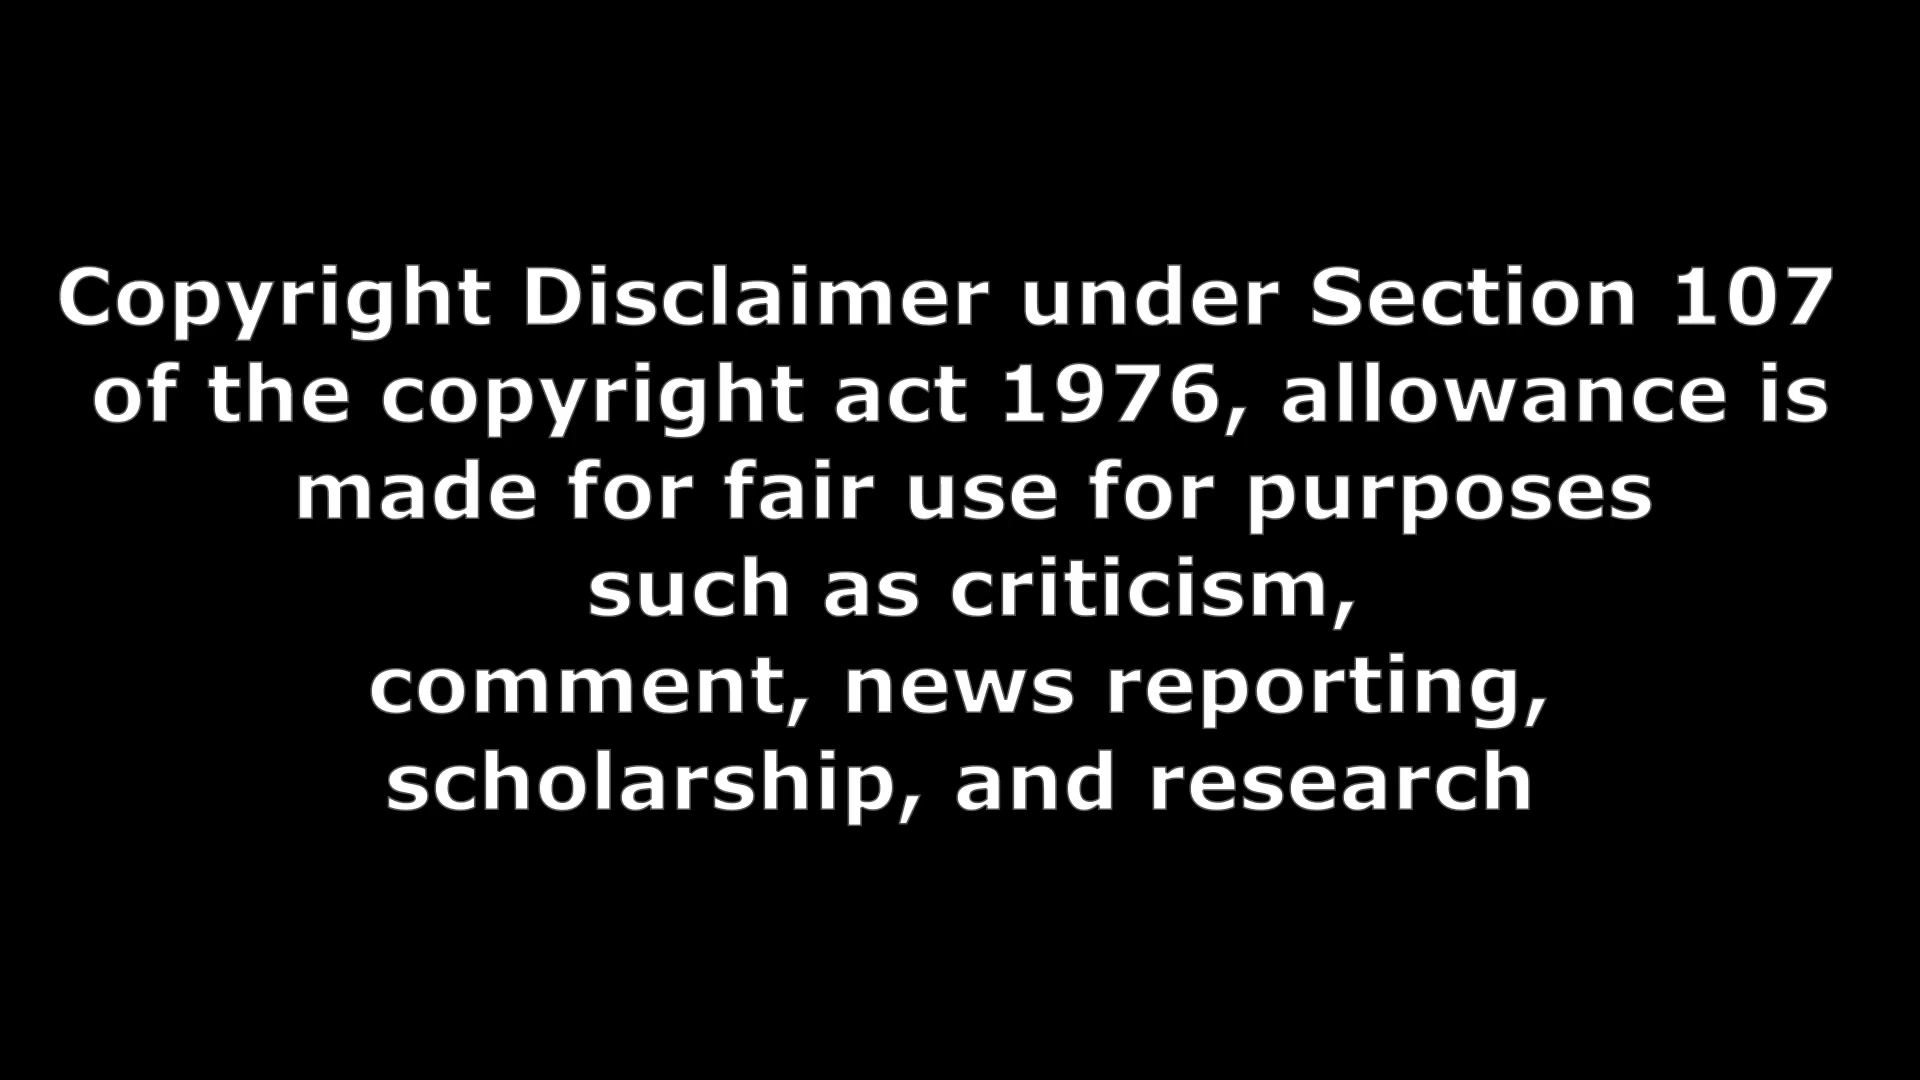 Copyright Disclaimer under Section 107
of the copyright act 1976, allowance is
made for fair use for purposes
such as criticism,
comment, news reporting,
scholarship, and research